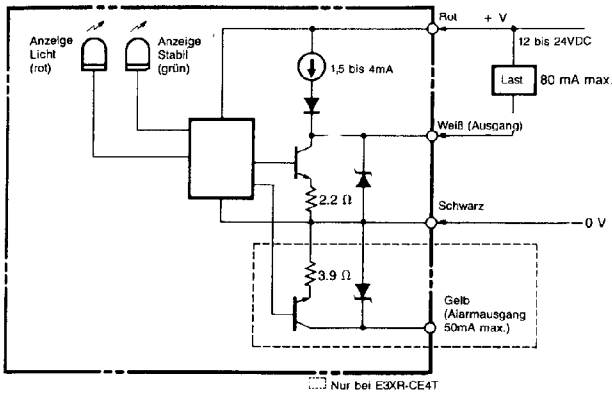 Anzeige
Licht
(rot)
Anzeige
Stabil
(grün)
1,5 bis 4mA
2.2 Ω
3.9 Ω
Rot
+ V
12 bis 24VDC
Last
80 mA max.
Weiß (Ausgang)
Schwarz
0 V
Gelb
(Alarmausgang
50mA max.)
Nur bei E3XR-CE4T